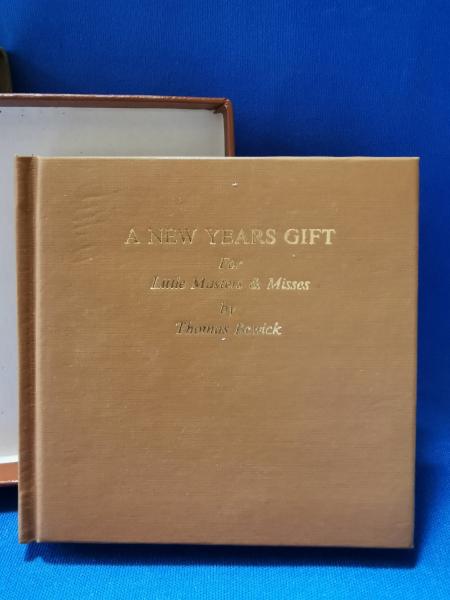 A NEW YEARS GIFT
For
Little Masters & Misses
by
Thomas Bewick